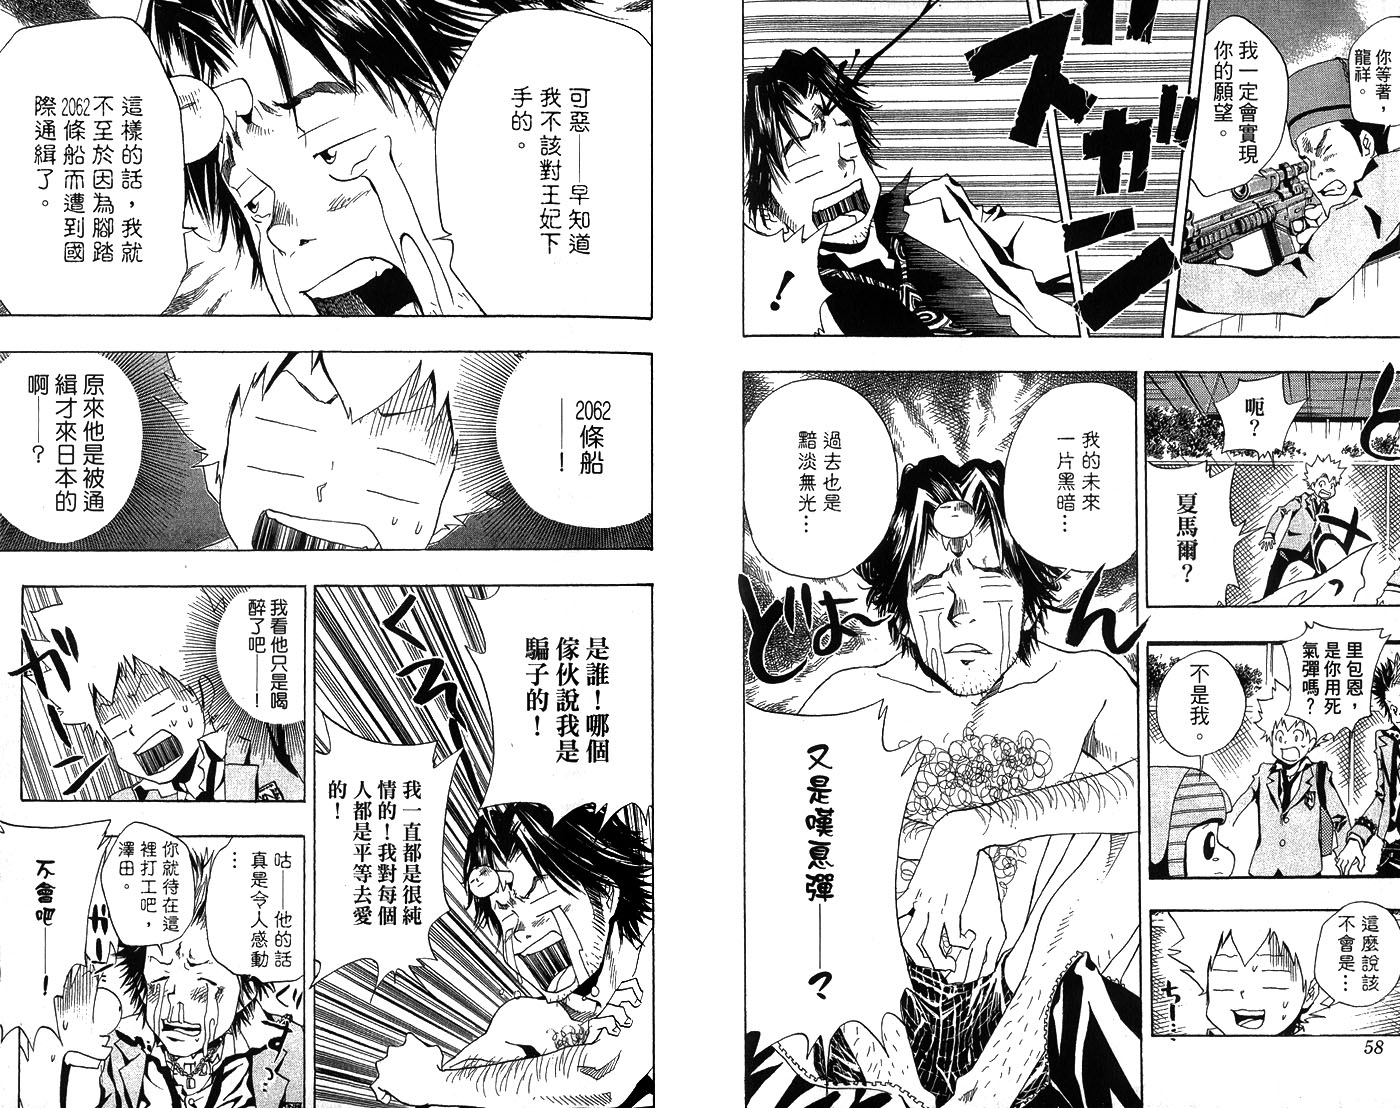 你等著，
龍祥。
我一定會實現
你的願望。
ズガガン
！
呃？
夏馬爾？
里包恩，
是你用死
氣彈嗎？
不是我。
這麼說該
不會是…
我的未來
一片黑暗…
過去也是
黯淡無光…
どよ～ん
又是嘆息彈
——？
58
可惡——早知道
我不該對王妃下
手的。
這樣的話，我就
不至於因為腳踏
2062條船而遭到國
際通緝了。
2062條船
——！
原來他是被通
緝才來日本的
啊——？
是誰！哪個
傢伙說我是
騙子的！
我一直都是很純
情的！我對每個
人都是平等去愛
的！
くく
我看他只是喝
醉了吧——！
ガーン
咕——他的話
真是令人感動
…
你就待在這
裡打工吧，
澤田。
不會吧——！